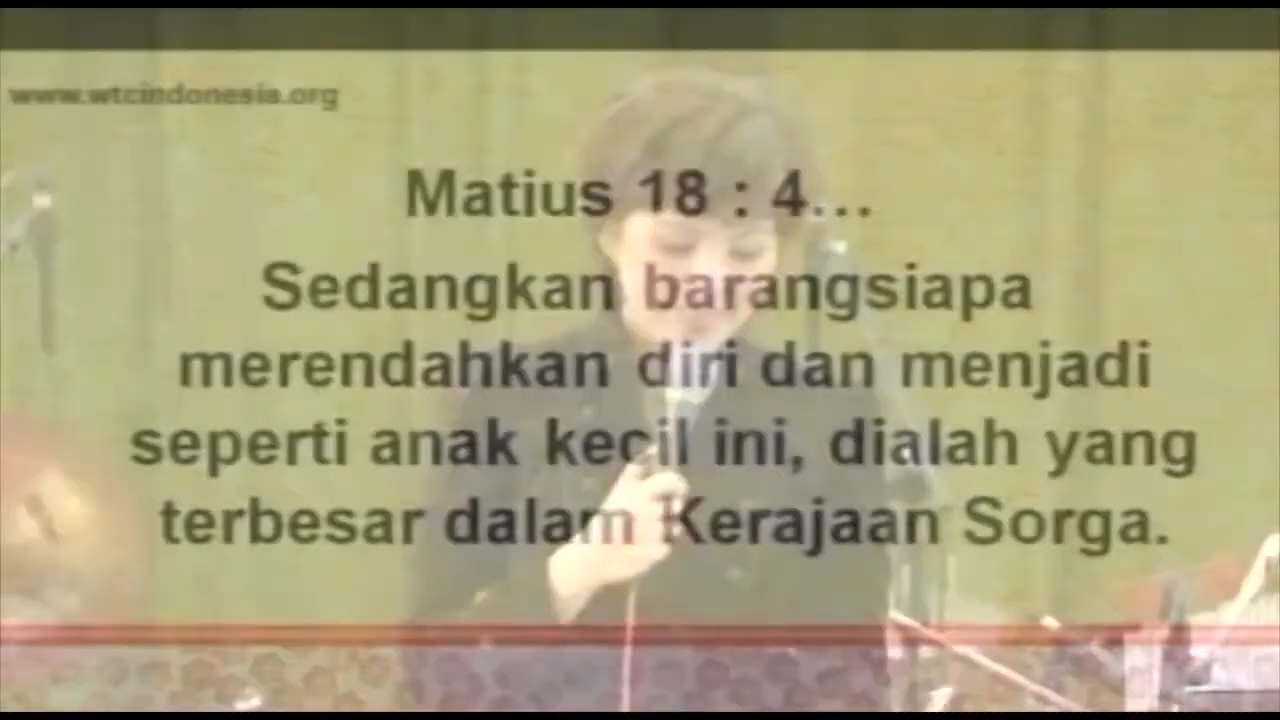 www.wtcindonesia.org
Matius 18 : 4...
Sedangkan barangsiapa
merendahkan diri dan menjadi
seperti anak kecil ini, dialah yang
terbesar dalam Kerajaan Sorga.